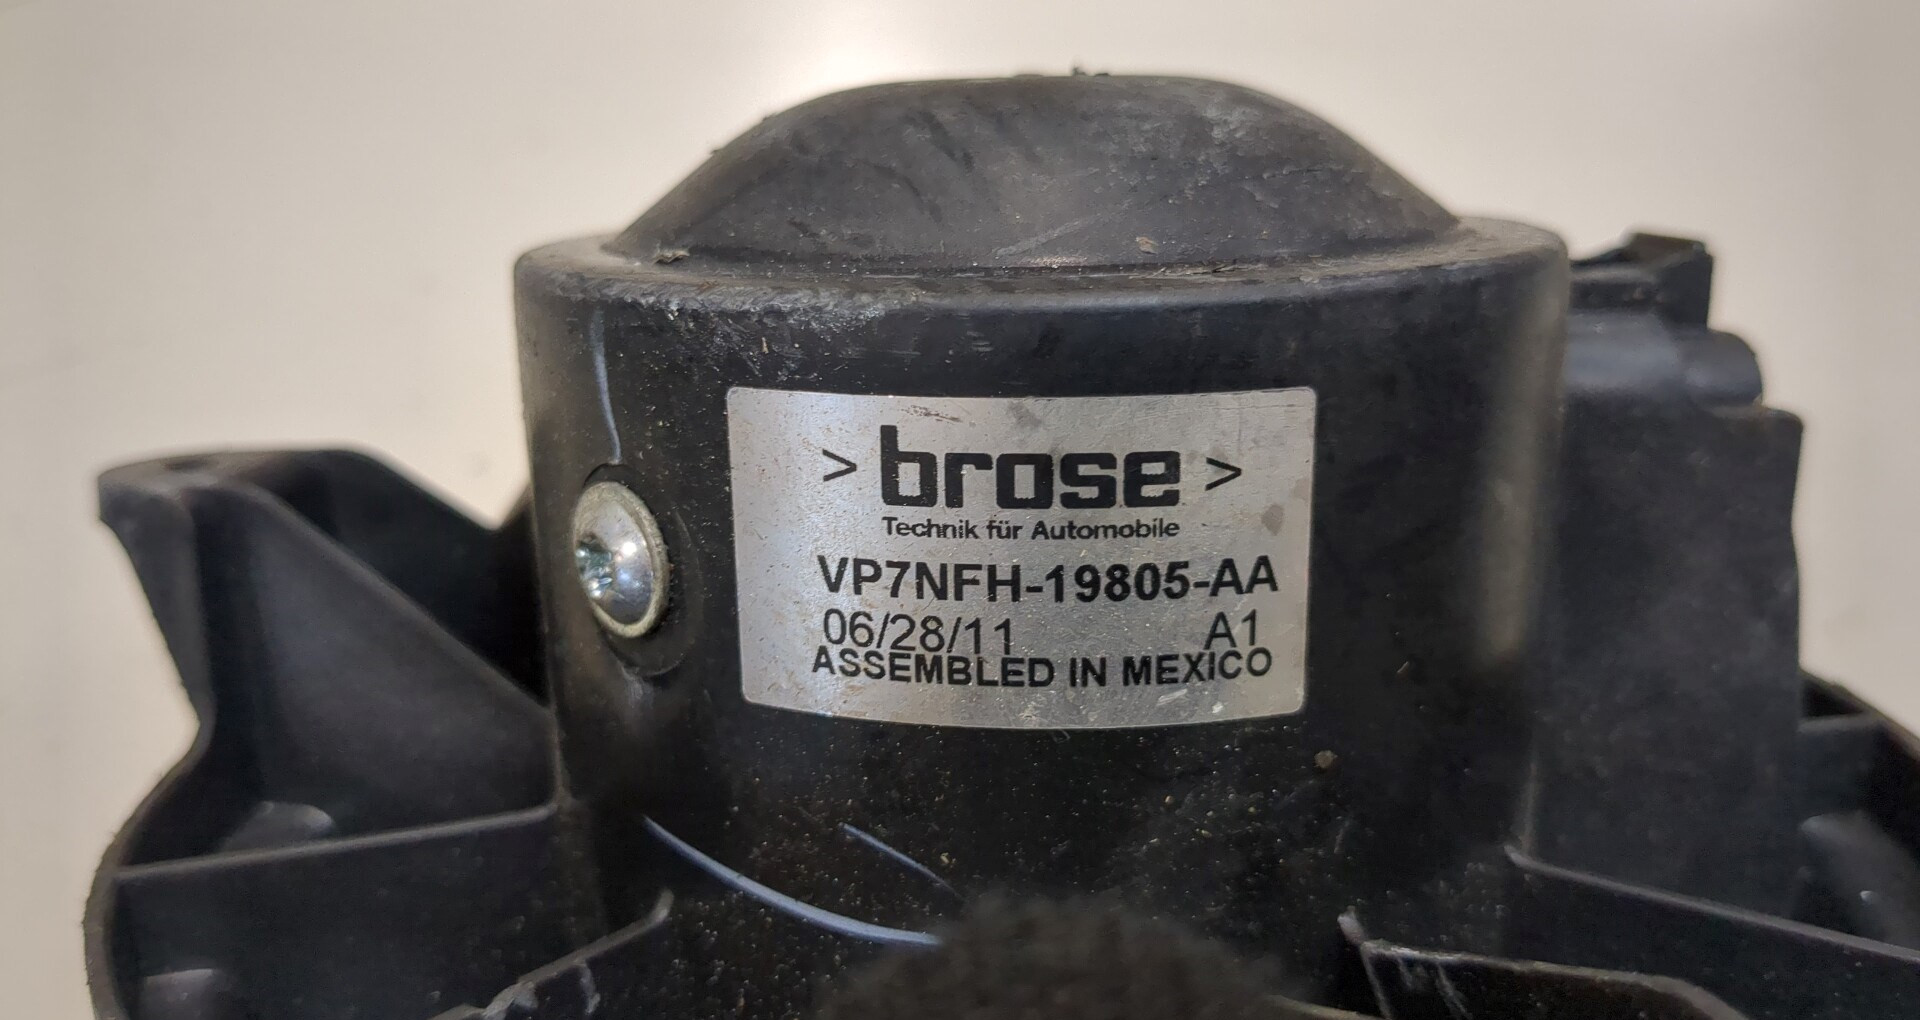 > brose >
Technik für Automobile
VP7NFH-19805-AA
06/28/11 A1
ASSEMBLED IN MEXICO